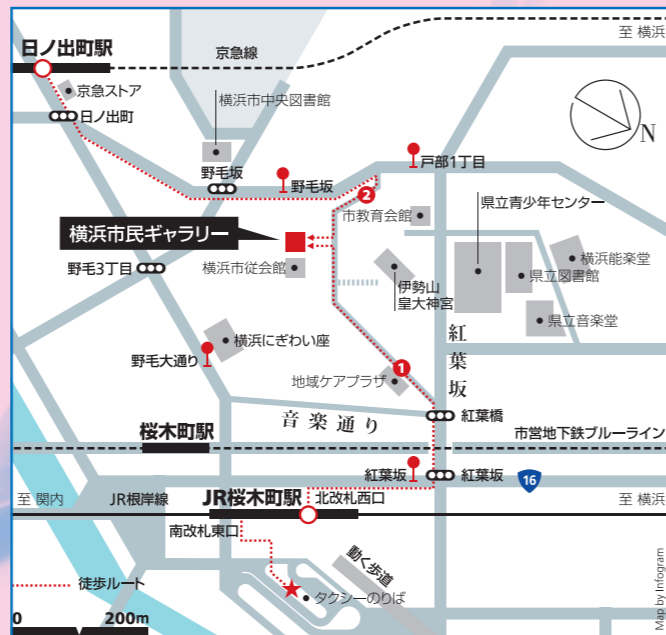 至 横浜
日ノ出町駅
京急線
京急ストア
横浜市中央図書館
日ノ出町
N
戸部1丁目
野毛坂
野毛坂
2
市教育会館
県立青少年センター
横浜市民ギャラリー
横浜能楽堂
野毛3丁目
横浜市従会館
伊勢山
皇大神宮
県立図書館
県立音楽堂
紅葉坂
横浜にぎわい座
野毛大通り
1
地域ケアプラザ
音楽通り
紅葉橋
桜木町駅
市営地下鉄ブルーライン
紅葉坂
紅葉坂
16
至 関内
JR根岸線
JR桜木町駅
北改札西口
至 横浜
南改札東口
動く歩道
徒歩ルート
タクシーのりば
0 200m
Map by Infogram